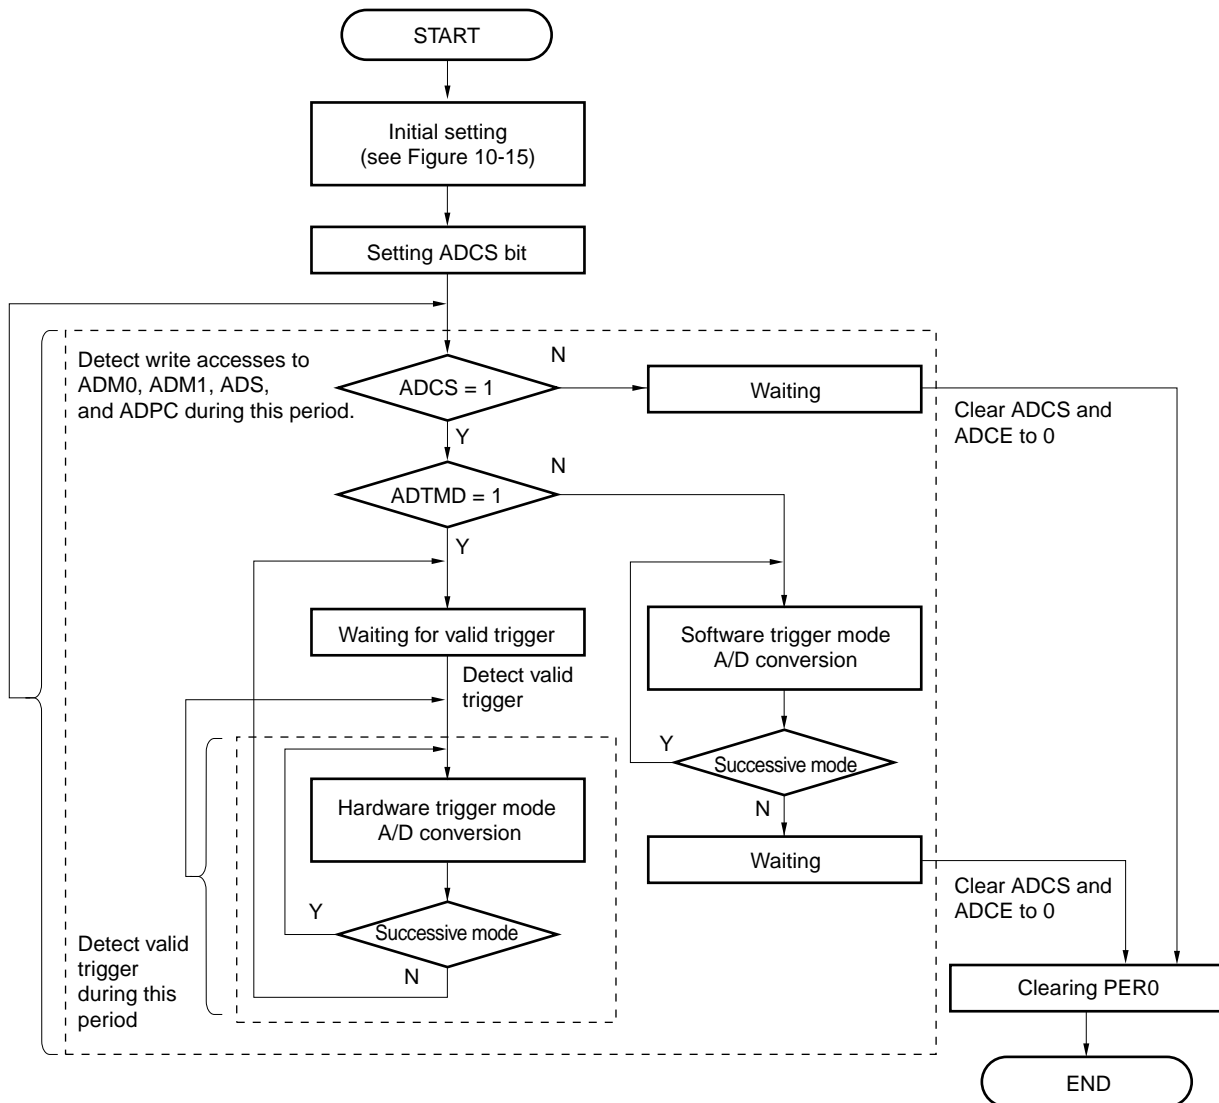 START
Initial setting
(see Figure 10-15)
Setting ADCS bit
Detect write accesses to
ADM0, ADM1, ADS,
and ADPC during this period.
ADCS = 1
N
Y
Waiting
Clear ADCS and
ADCE to 0
ADTMD = 1
N
Y
Waiting for valid trigger
Detect valid
trigger
Software trigger mode
A/D conversion
Successive mode
Y
N
Waiting
Clear ADCS and
ADCE to 0
Hardware trigger mode
A/D conversion
Successive mode
Y
N
Detect valid
trigger
during this
period
Clearing PER0
END